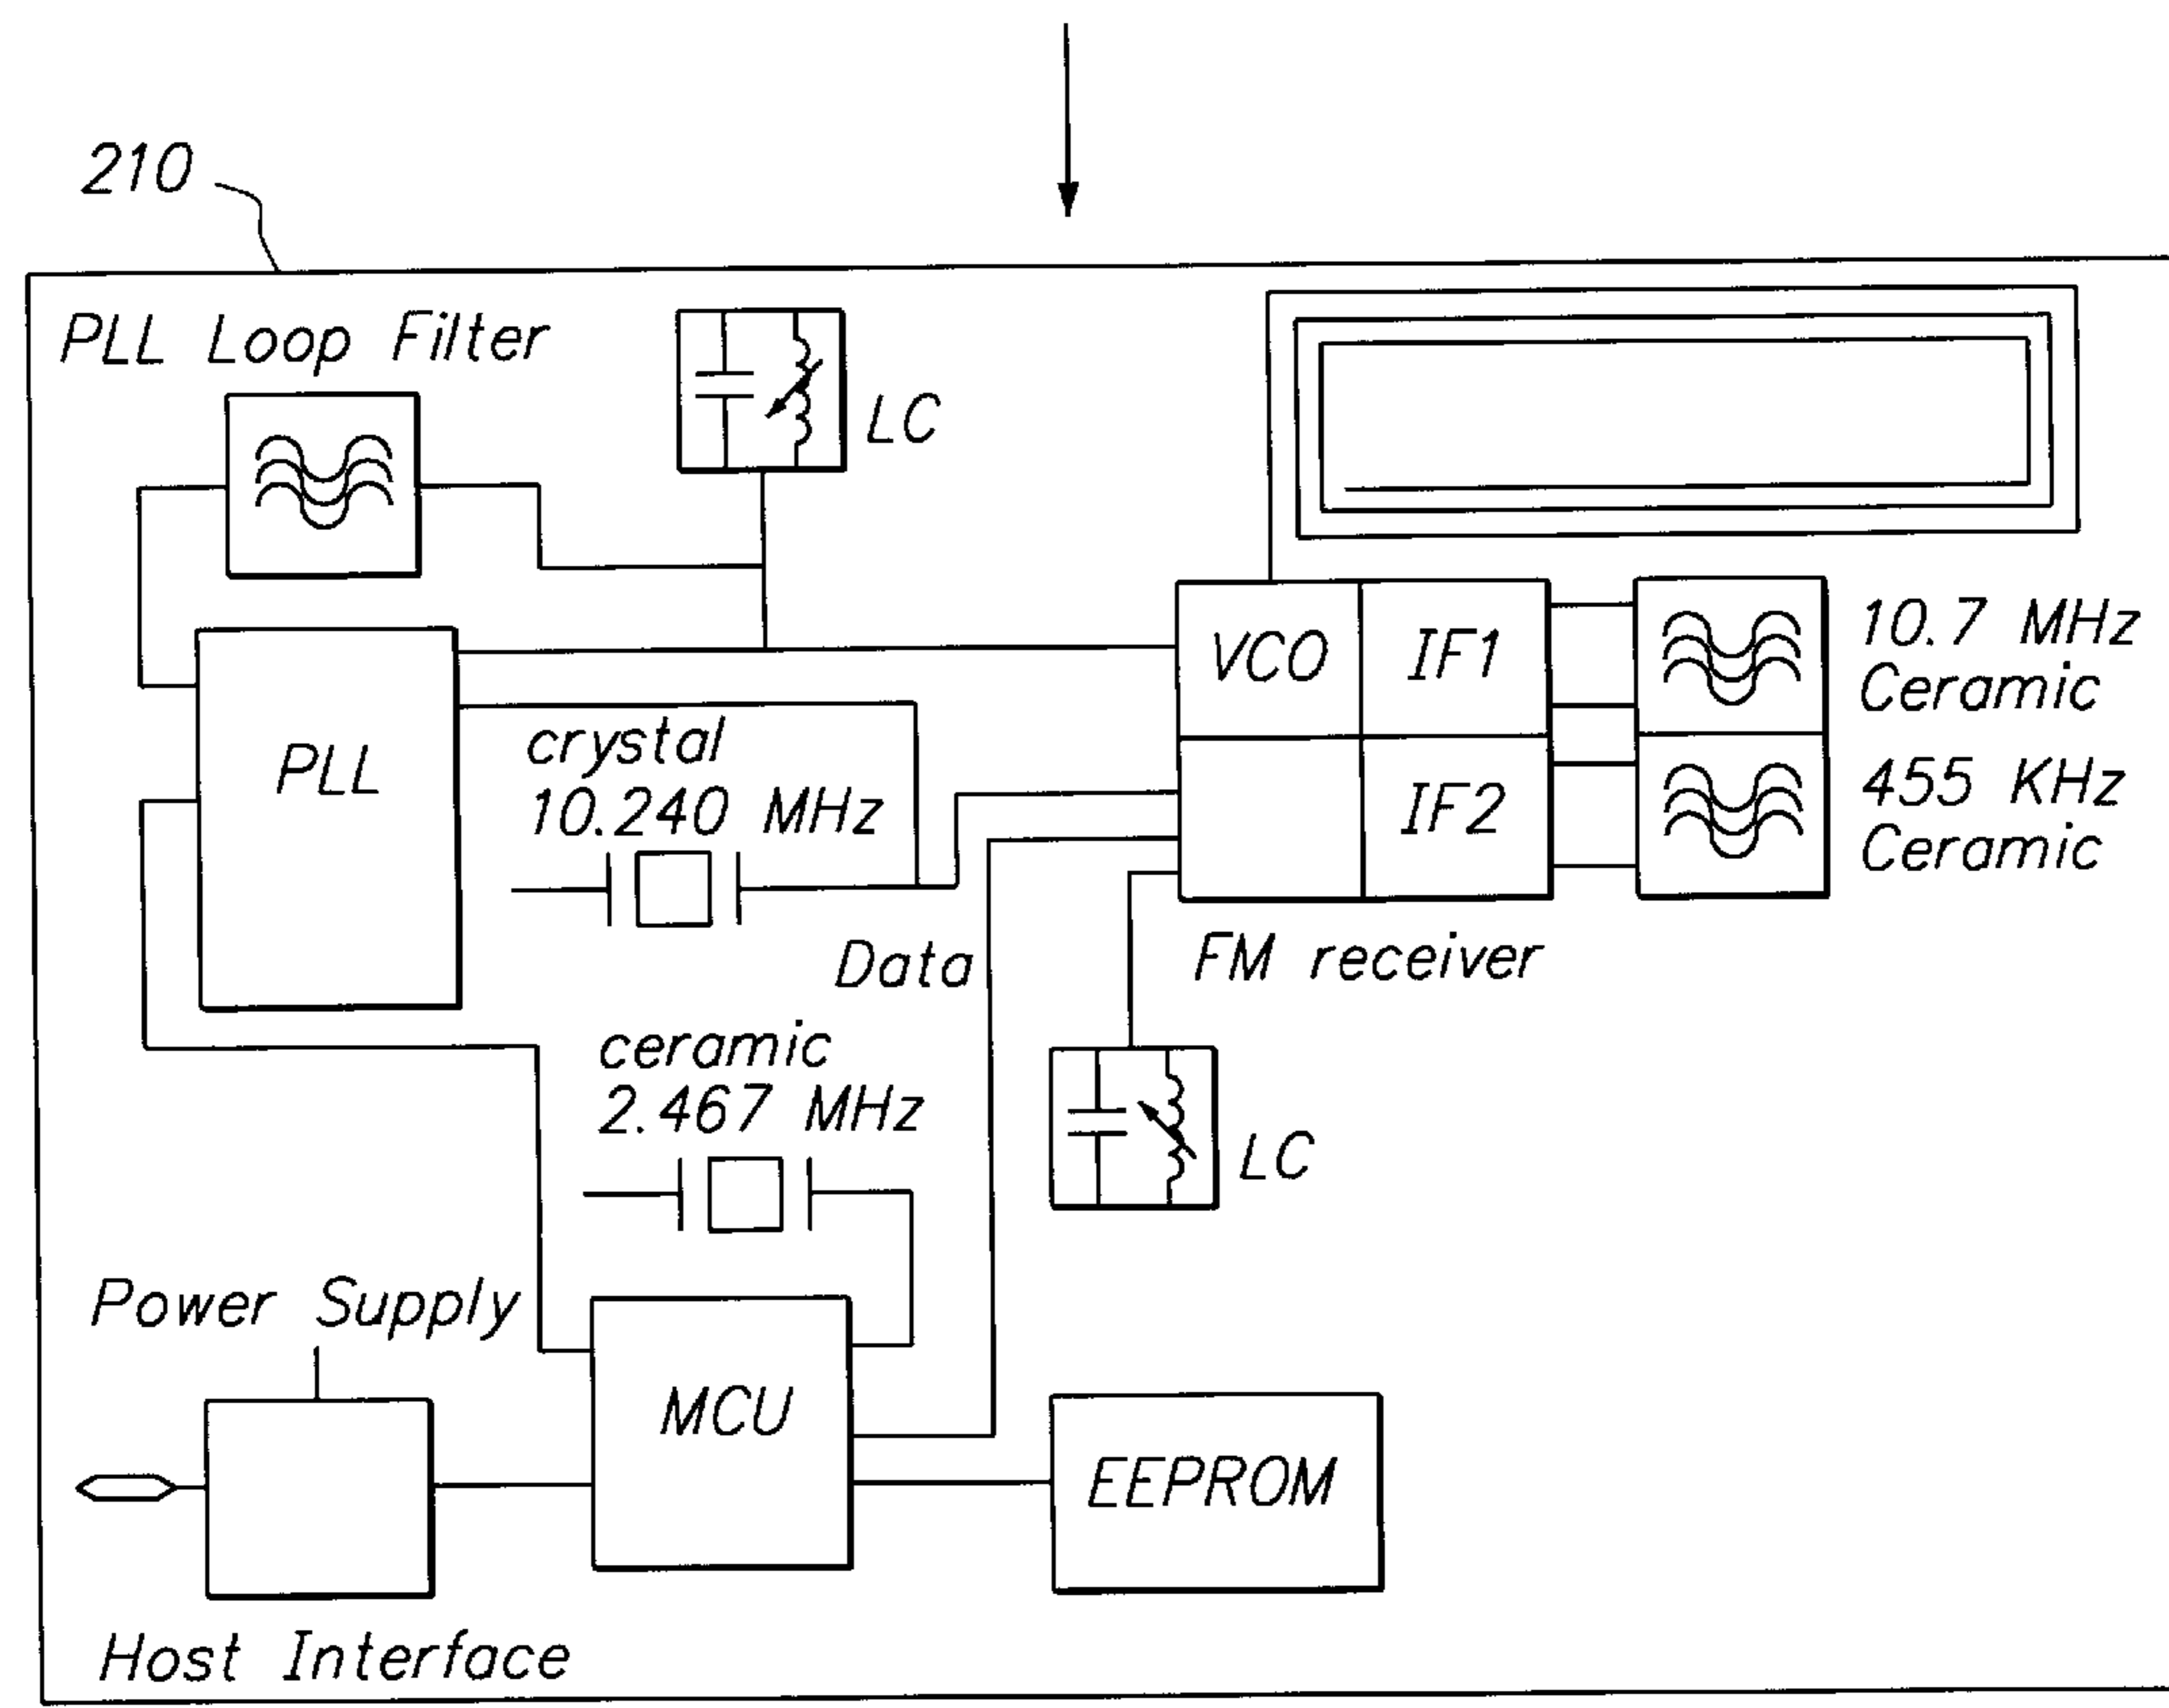 210
PLL Loop Filter
LC
VCO
IF1
10.7 MHz
Ceramic
PLL
crystal
10.240 MHz
IF2
455 KHz
Ceramic
Data
FM receiver
ceramic
2.467 MHz
LC
Power Supply
MCU
EEPROM
Host Interface